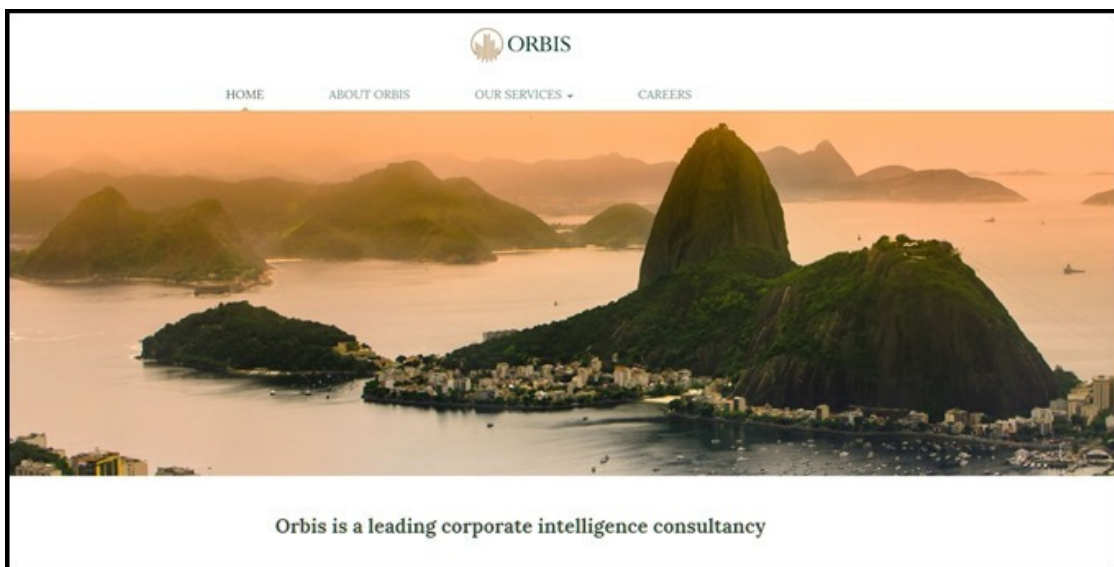 ORBIS
HOME ABOUT ORBIS OUR SERVICES CAREERS
Orbis is a leading corporate intelligence consultancy